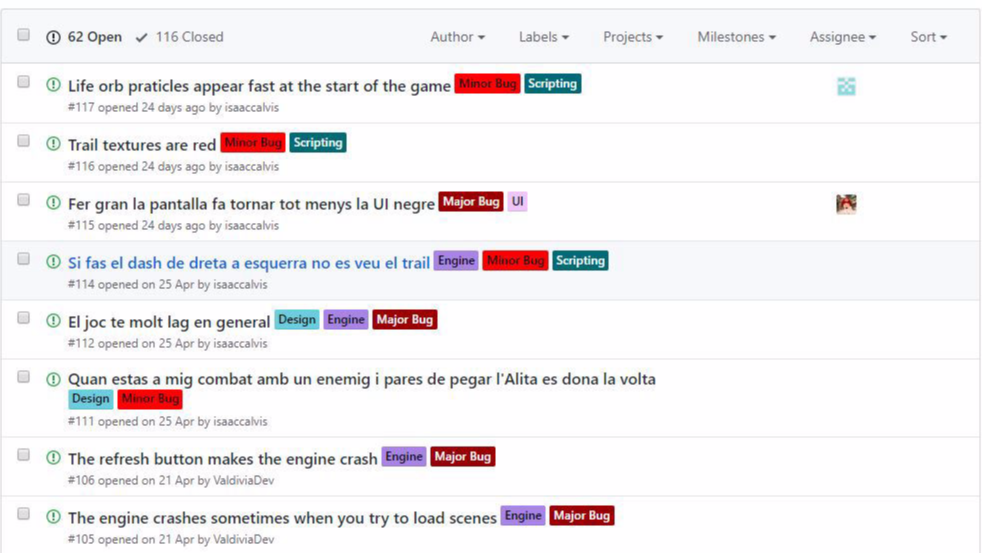 62 Open 116 Closed Author Labels Projects Milestones Assignee Sort
Life orb praticles appear fast at the start of the game Minor Bug Scripting
#117 opened 24 days ago by isaaccalvis
Trail textures are red Minor Bug Scripting
#116 opened 24 days ago by isaaccalvis
Fer gran la pantalla fa tornar tot menys la UI negre Major Bug UI
#115 opened 24 days ago by isaaccalvis
Si fas el dash de dreta a esquerra no es veu el trail Engine Minor Bug Scripting
#114 opened on 25 Apr by isaaccalvis
El joc te molt lag en general Design Engine Major Bug
#112 opened on 25 Apr by isaaccalvis
Quan estas a mig combat amb un enemig i pares de pegar l'Alita es dona la volta
Design Minor Bug
#111 opened on 25 Apr by isaaccalvis
The refresh button makes the engine crash Engine Major Bug
#106 opened on 21 Apr by ValdiviaDev
The engine crashes sometimes when you try to load scenes Engine Major Bug
#105 opened on 21 Apr by ValdiviaDev